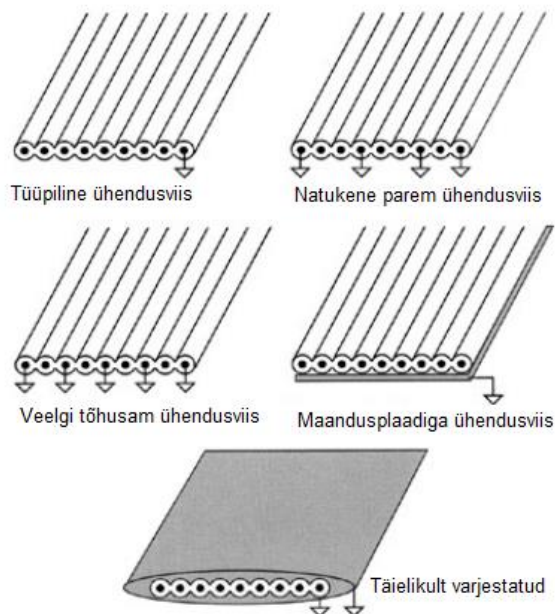 Tüüpiline ühendusviis
Natukene parem ühendusviis
Veelgi tõhusam ühendusviis
Maandusplaadiga ühendusviis
Täielikult varjestatud